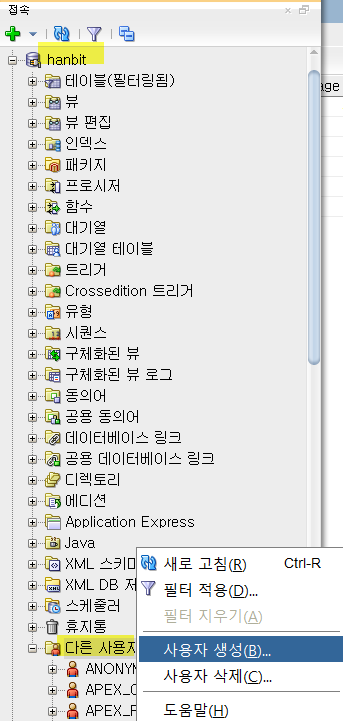 접속
hanbit
age
테이블(필터링됨)
뷰
뷰 편집
인덱스
패키지
프로시저
함수
대기열
대기열 테이블
트리거
Crossedition 트리거
유형
시퀀스
구체화된 뷰
구체화된 뷰 로그
동의어
공용 동의어
데이터베이스 링크
공용 데이터베이스 링크
디렉토리
에디션
Application Express
Java
XML 스키마
XML DB 저
스케줄러
휴지통
다른 사용자
ANONYM
APEX_
APEX_
새로 고침(R) Ctrl-R
필터 적용(D)...
필터 지우기(A)
사용자 생성(B)...
사용자 삭제(C)...
도움말(H)